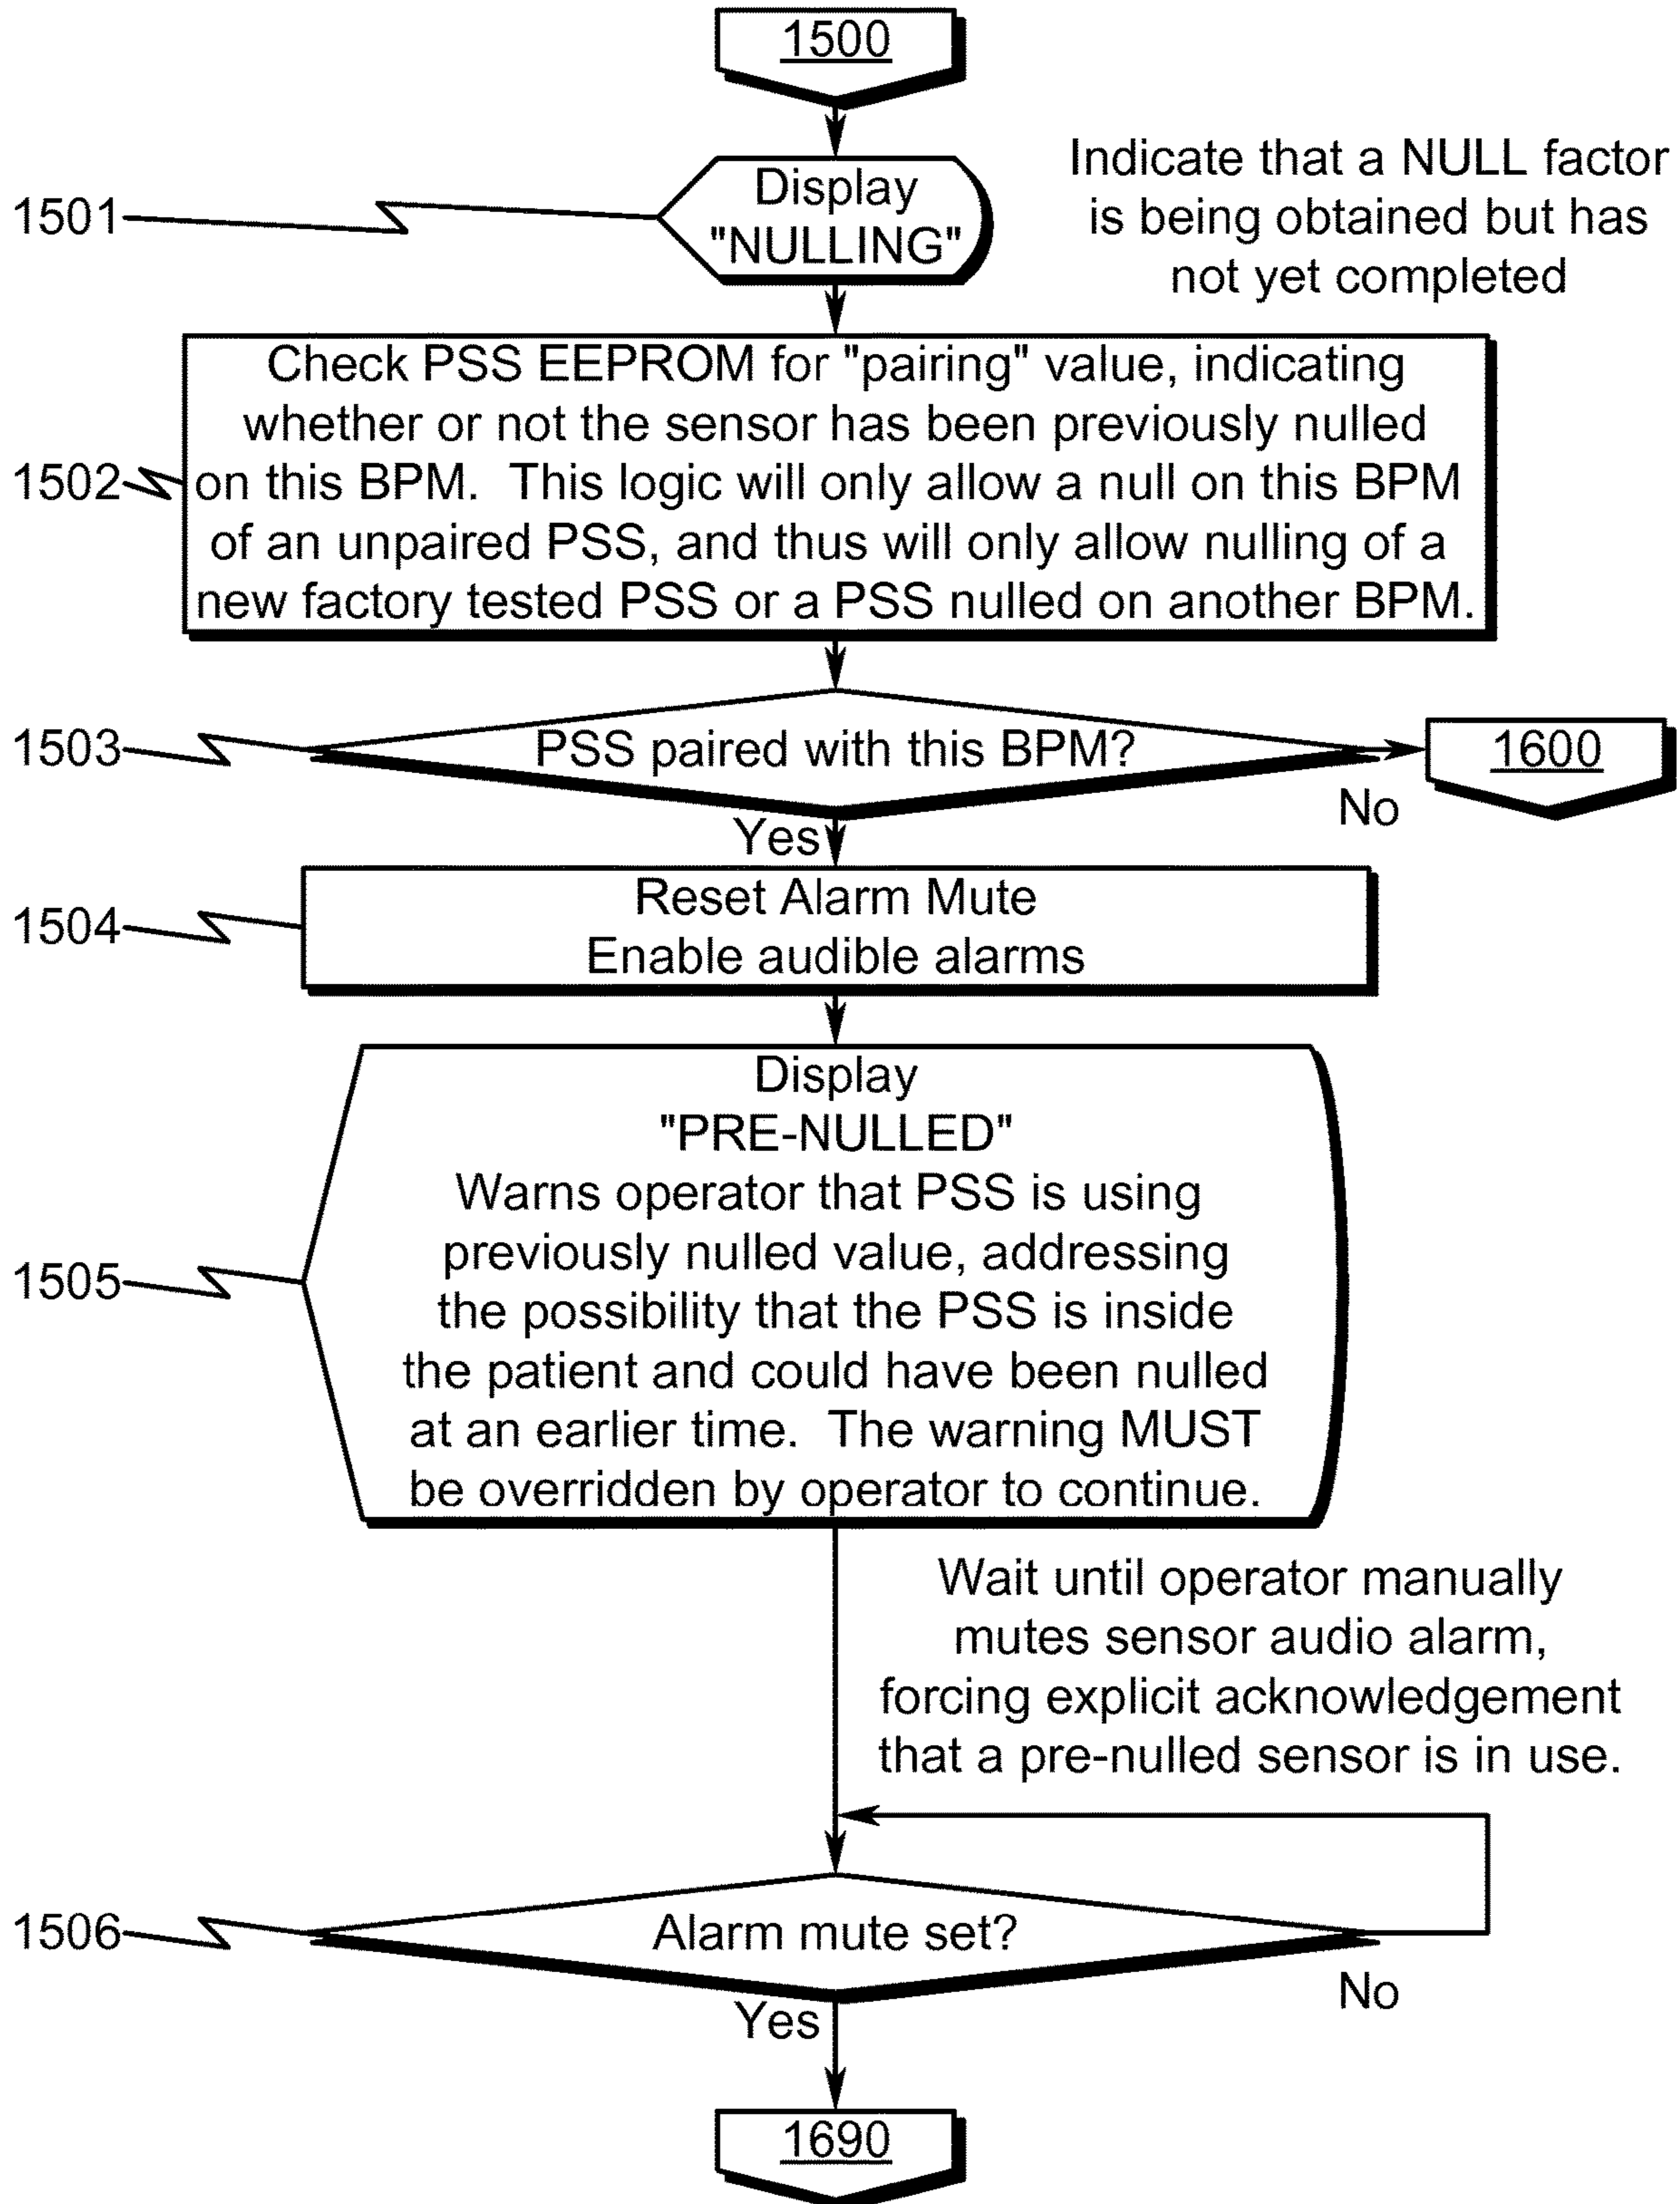 1500
1501
Display
"NULLING"
Indicate that a NULL factor
is being obtained but has
not yet completed
1502
Check PSS EEPROM for "pairing" value, indicating
whether or not the sensor has been previously nulled
on this BPM.  This logic will only allow a null on this BPM
of an unpaired PSS, and thus will only allow nulling of a
new factory tested PSS or a PSS nulled on another BPM.
1503
PSS paired with this BPM?
1600
No
Yes
1504
Reset Alarm Mute
Enable audible alarms
1505
Display
"PRE-NULLED"
Warns operator that PSS is using
previously nulled value, addressing
the possibility that the PSS is inside
the patient and could have been nulled
at an earlier time.  The warning MUST
be overridden by operator to continue.
Wait until operator manually
mutes sensor audio alarm,
forcing explicit acknowledgement
that a pre-nulled sensor is in use.
1506
Alarm mute set?
No
Yes
1690